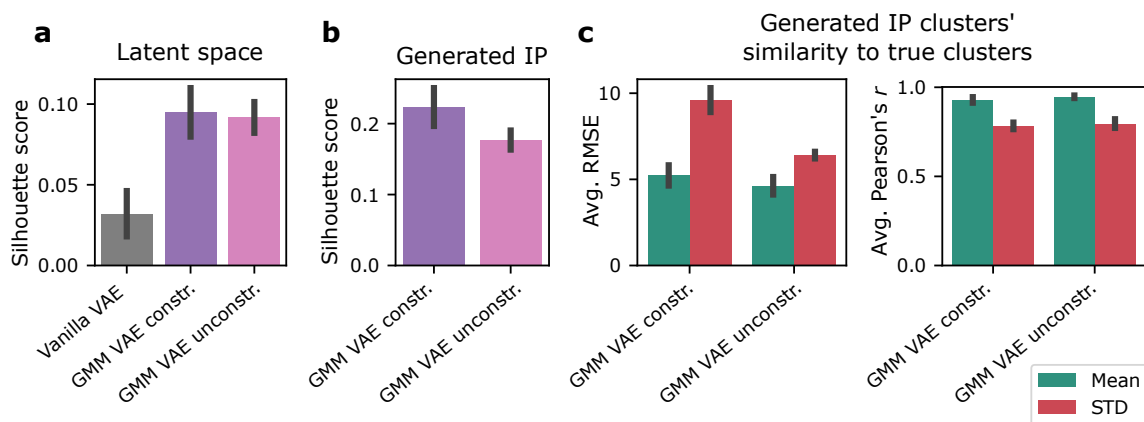 a
Latent space
Silhouette score
0.10
0.05
0.00
Vanilla VAE
GMM VAE constr.
GMM VAE unconstr.
b
Generated IP
Silhouette score
0.2
0.1
0.0
GMM VAE constr.
GMM VAE unconstr.
c
Generated IP clusters'
similarity to true clusters
Avg. RMSE
10
5
0
GMM VAE constr.
GMM VAE unconstr.
Avg. Pearson's r
1.0
0.5
0.0
GMM VAE constr.
GMM VAE unconstr.
Mean
STD